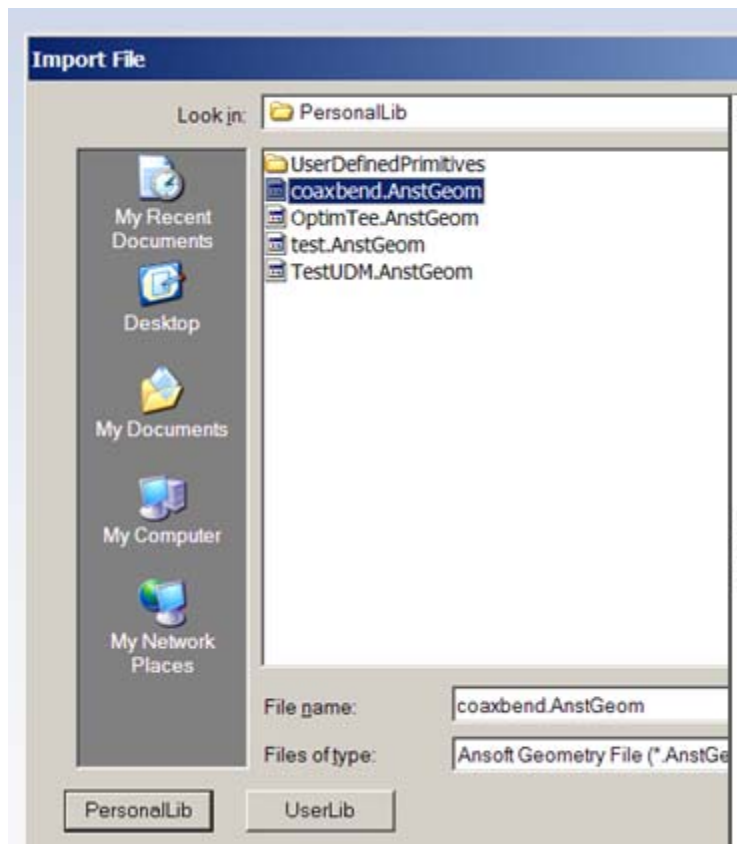 Import File
Look in:
PersonalLib
My Recent
Documents
Desktop
My Documents
My Computer
My Network
Places
UserDefinedPrimitives
coaxbend.AnstGeom
OptimTee.AnstGeom
test.AnstGeom
TestUDM.AnstGeom
File name:
coaxbend.AnstGeom
Files of type:
Ansoft Geometry File (*.AnstGe
PersonalLib
UserLib